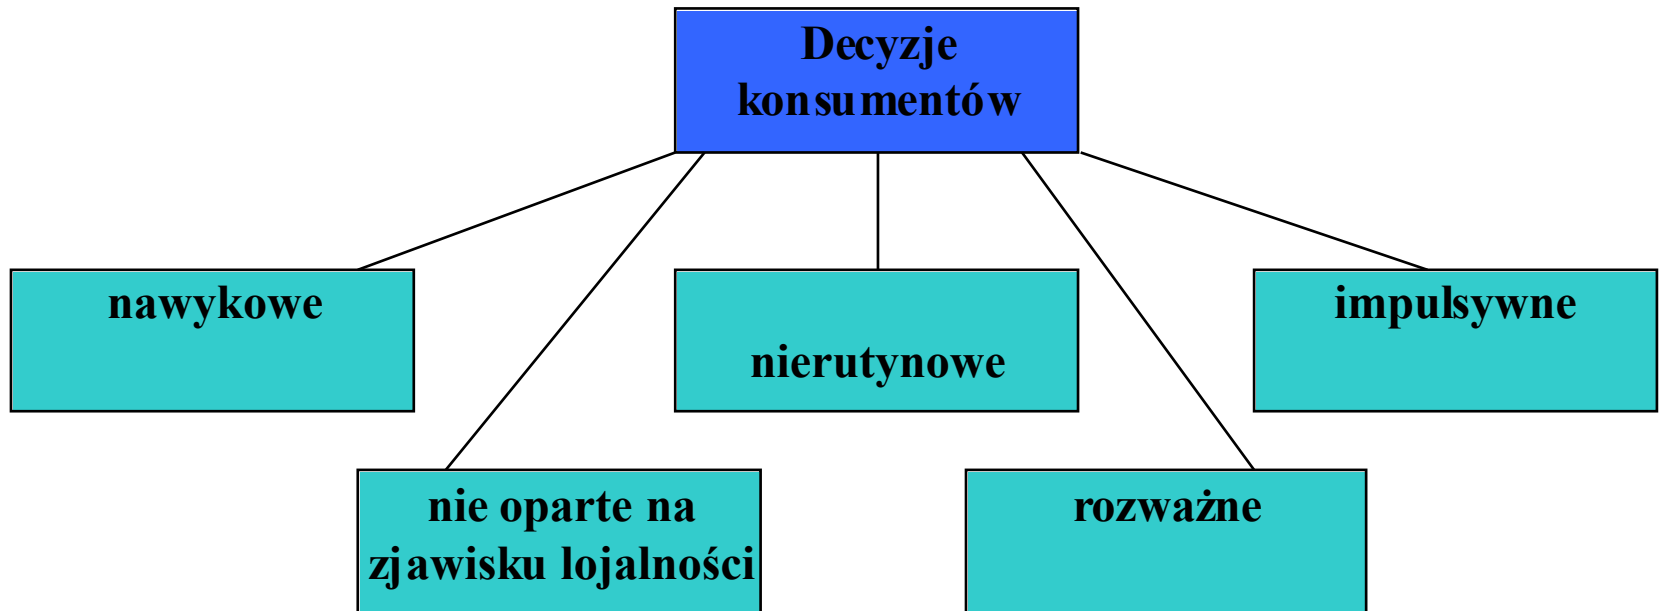 Decyzje
konsumentów
nawykowe
nierutynowe
impulsywne
nie oparte na
zjawisku lojalności
rozważne